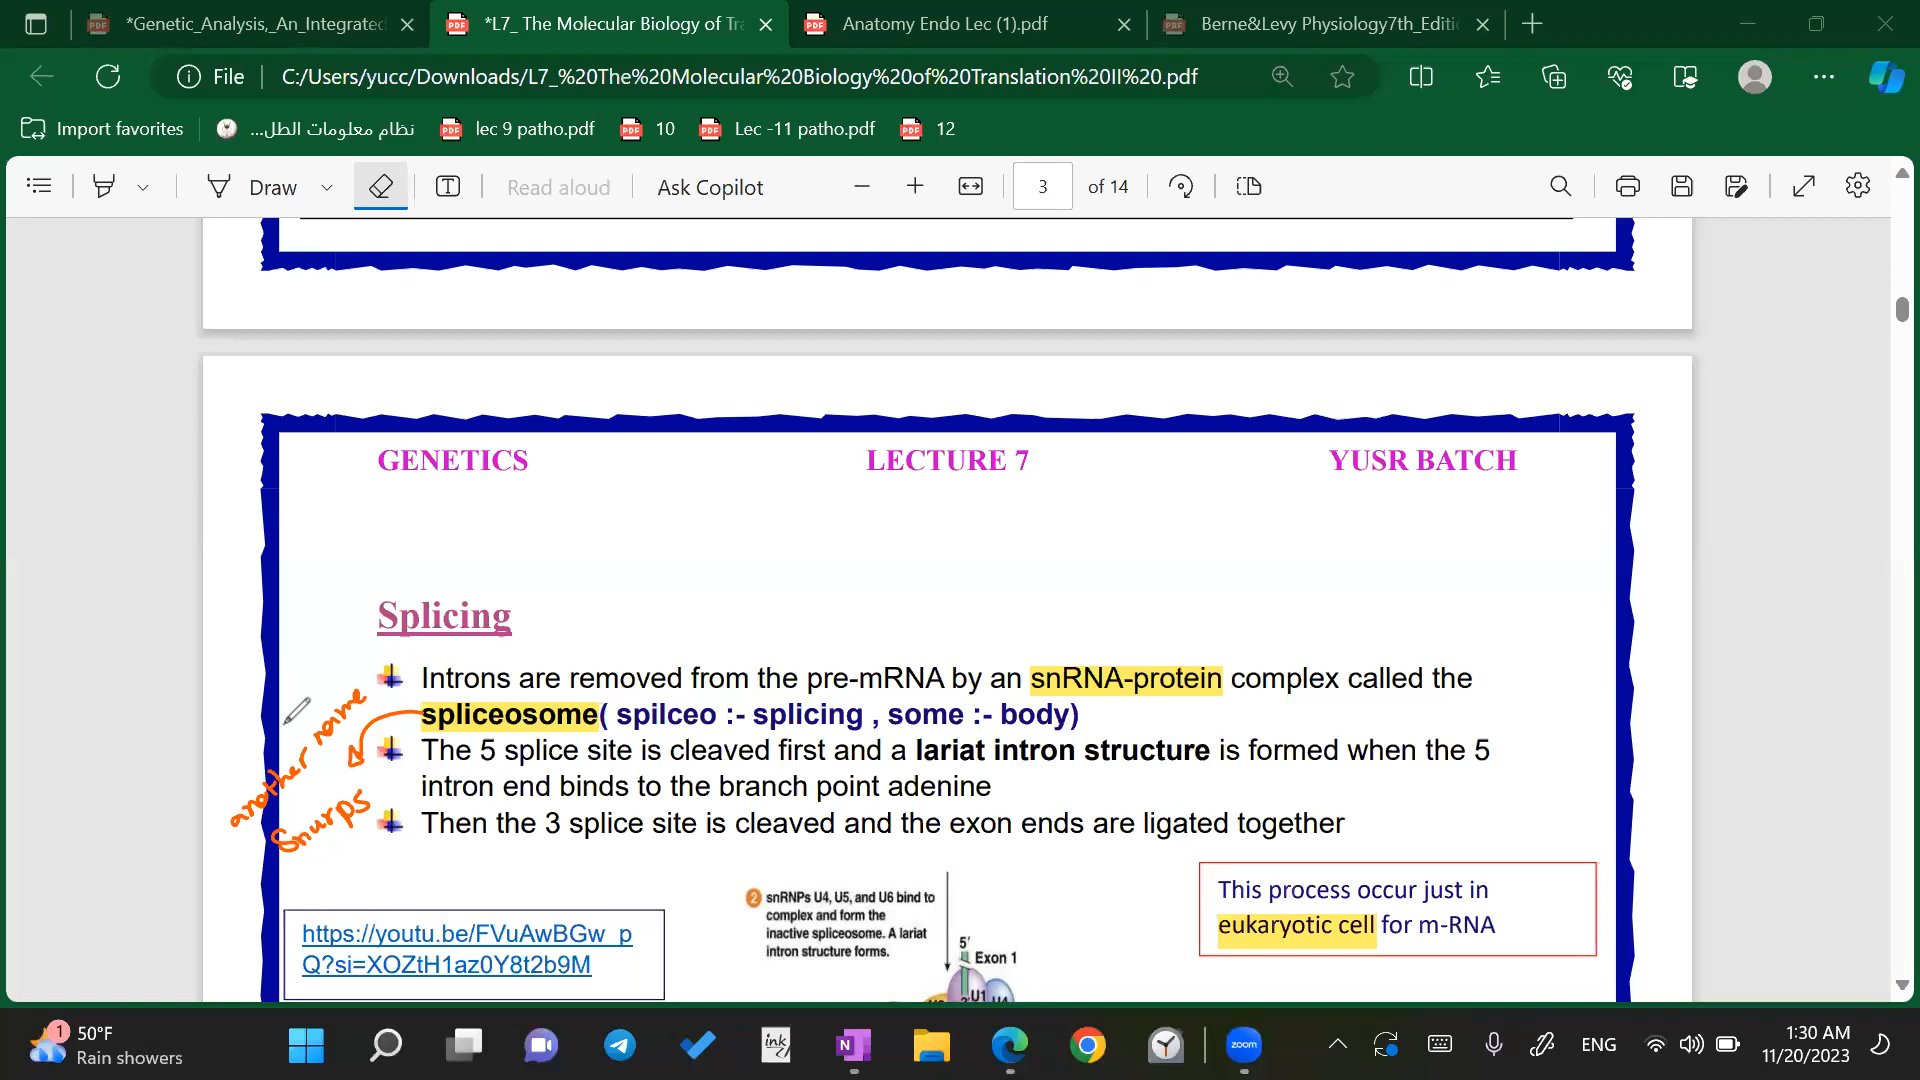 *Genetic_Analysis,_An_Integrated
*L7_ The Molecular Biology of Tra
Anatomy Endo Lec (1).pdf
Berne&Levy Physiology7th_Editi
File
C:/Users/yucc/Downloads/L7_%20The%20Molecular%20Biology%20of%20Translation%20II%20.pdf
Import favorites
نظام معلومات الطل...
lec 9 patho.pdf
10
Lec -11 patho.pdf
12
Draw
Read aloud
Ask Copilot
3
of 14
GENETICS
LECTURE 7
YUSR BATCH
Splicing
Introns are removed from the pre-mRNA by an snRNA-protein complex called the
spliceosome( spilceo :- splicing , some :- body)
The 5 splice site is cleaved first and a lariat intron structure is formed when the 5
intron end binds to the branch point adenine
Then the 3 splice site is cleaved and the exon ends are ligated together
another name
Snurps
https://youtu.be/FVuAwBGw_p
Q?si=XOZtH1az0Y8t2b9M
2 snRNPs U4, U5, and U6 bind to
complex and form the
inactive spliceosome. A lariat
intron structure forms.
5′
Exon 1
U1
U4
This process occur just in
eukaryotic cell for m-RNA
1
50°F
Rain showers
ink
N
zoom
ENG
1:30 AM
11/20/2023